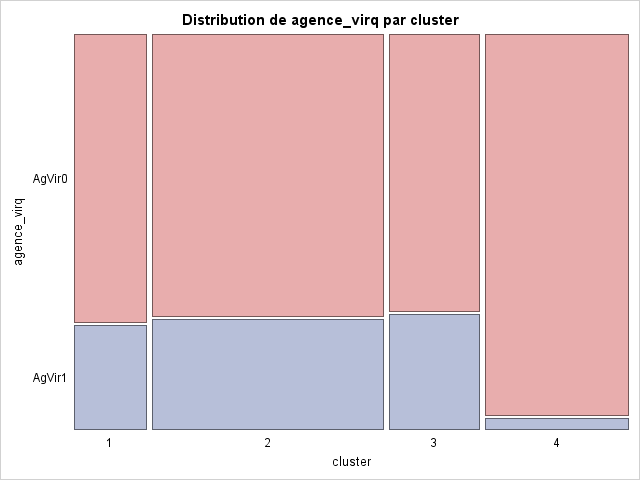 Distribution de agence_virq par cluster
AgVir0
agence_virq
AgVir1
1 2 3 4
cluster